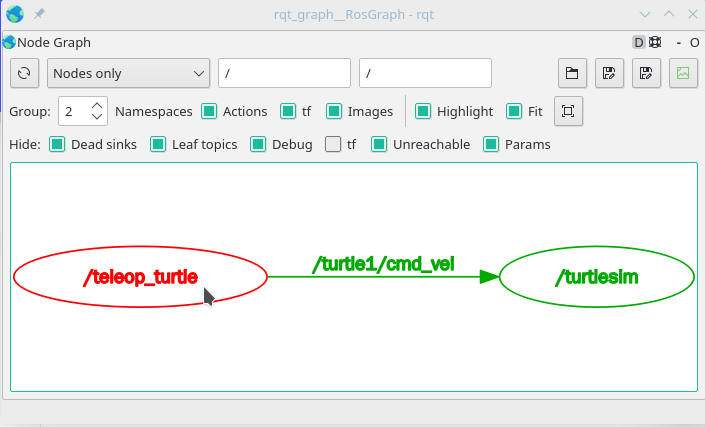 rqt_graph__RosGraph - rqt
Node Graph
D - O
Nodes only / /
Group: 2 Namespaces Actions tf Images Highlight Fit
Hide: Dead sinks Leaf topics Debug tf Unreachable Params
/teleop_turtle /turtle1/cmd_vel /turtlesim